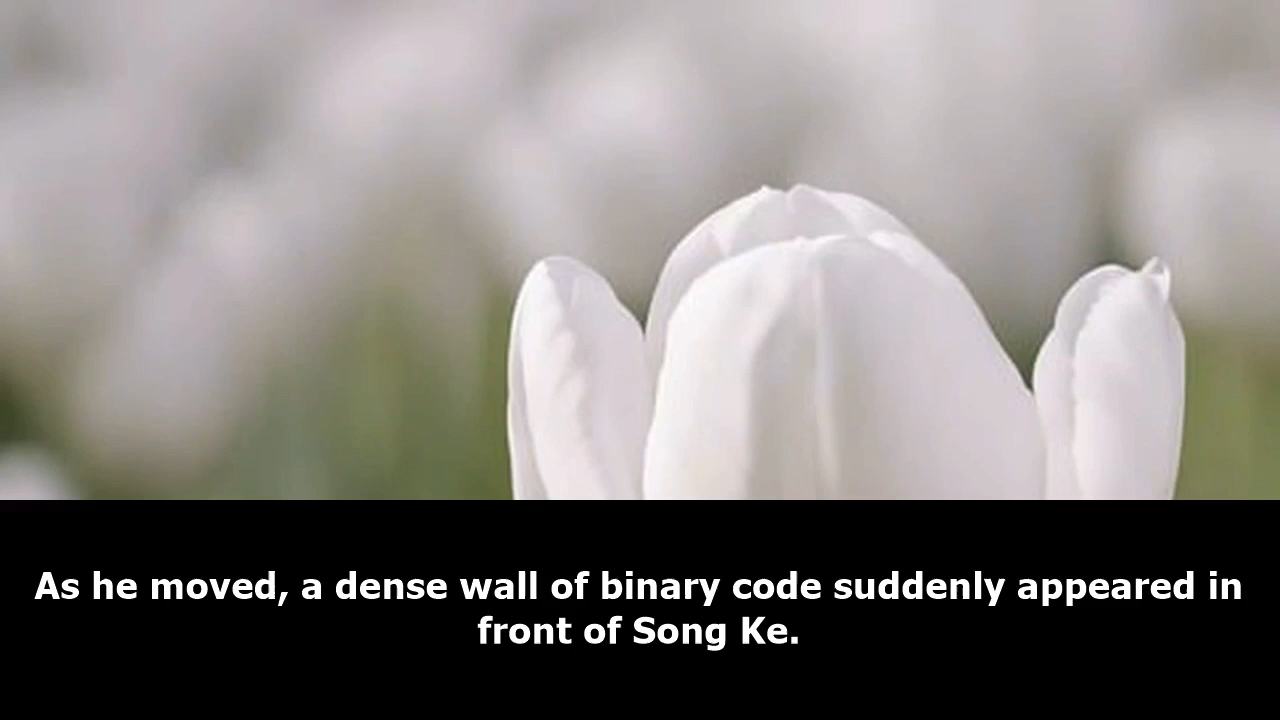 As he moved, a dense wall of binary code suddenly appeared in
front of Song Ke.